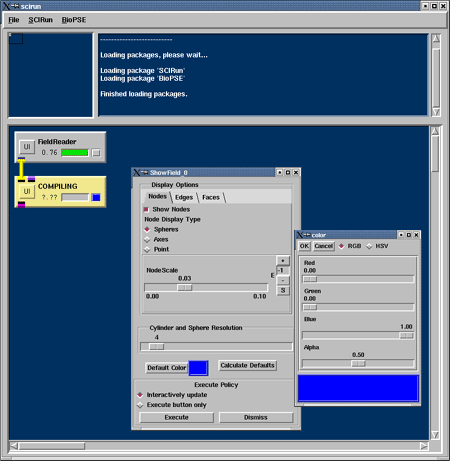 scirun
File SCIRun BioPSE
----------------------------
Loading packages, please wait...
Loading package 'SCIRun'
Loading package 'BioPSE'
Finished loading packages.
UI FieldReader
0.76
UI COMPILING
?.??
ShowField_0
Display Options
Nodes Edges Faces
Show Nodes
Node Display Type
Spheres
Axes
Point
NodeScale
0.03
0.00 0.10
+
E -1
-
S
Cylinder and Sphere Resolution
4
Default Color Calculate Defaults
Execute Policy
Interactively update
Execute button only
Execute Dismiss
color
OK Cancel RGB HSV
Red
0.00
Green
0.00
Blue
1.00
Alpha
0.50